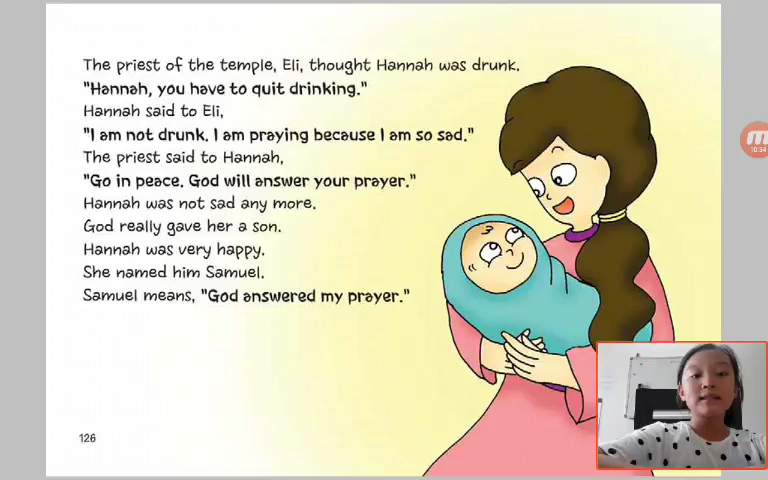 The priest of the temple, Eli, thought Hannah was drunk.
"Hannah, you have to quit drinking."
Hannah said to Eli,
"I am not drunk. I am praying because I am so sad."
The priest said to Hannah,
"Go in peace. God will answer your prayer."
Hannah was not sad any more.
God really gave her a son.
Hannah was very happy.
She named him Samuel.
Samuel means, "God answered my prayer."
126
M
10:54